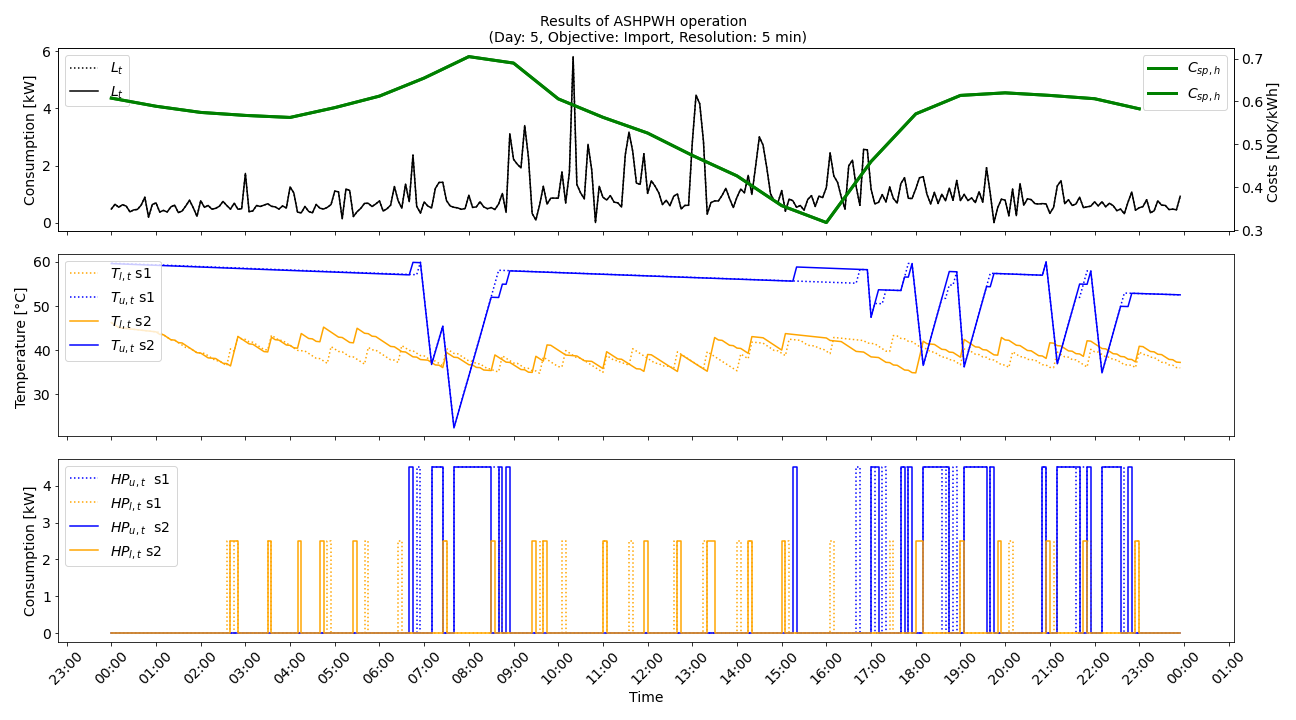 Results of ASHPWH operation
(Day: 5, Objective: Import, Resolution: 5 min)
6
4
2
0
Consumption [kW]
L_t
L_t
C_sp,h
C_sp,h
0.7
0.6
0.5
0.4
0.3
Costs [NOK/kWh]
60
50
40
30
Temperature [°C]
T_l,t s1
T_u,t s1
T_l,t s2
T_u,t s2
4
3
2
1
0
Consumption [kW]
HP_u,t s1
HP_l,t s1
HP_u,t s2
HP_l,t s2
23:00 00:00 01:00 02:00 03:00 04:00 05:00 06:00 07:00 08:00 09:00 10:00 11:00 12:00 13:00 14:00 15:00 16:00 17:00 18:00 19:00 20:00 21:00 22:00 23:00 00:00 01:00
Time